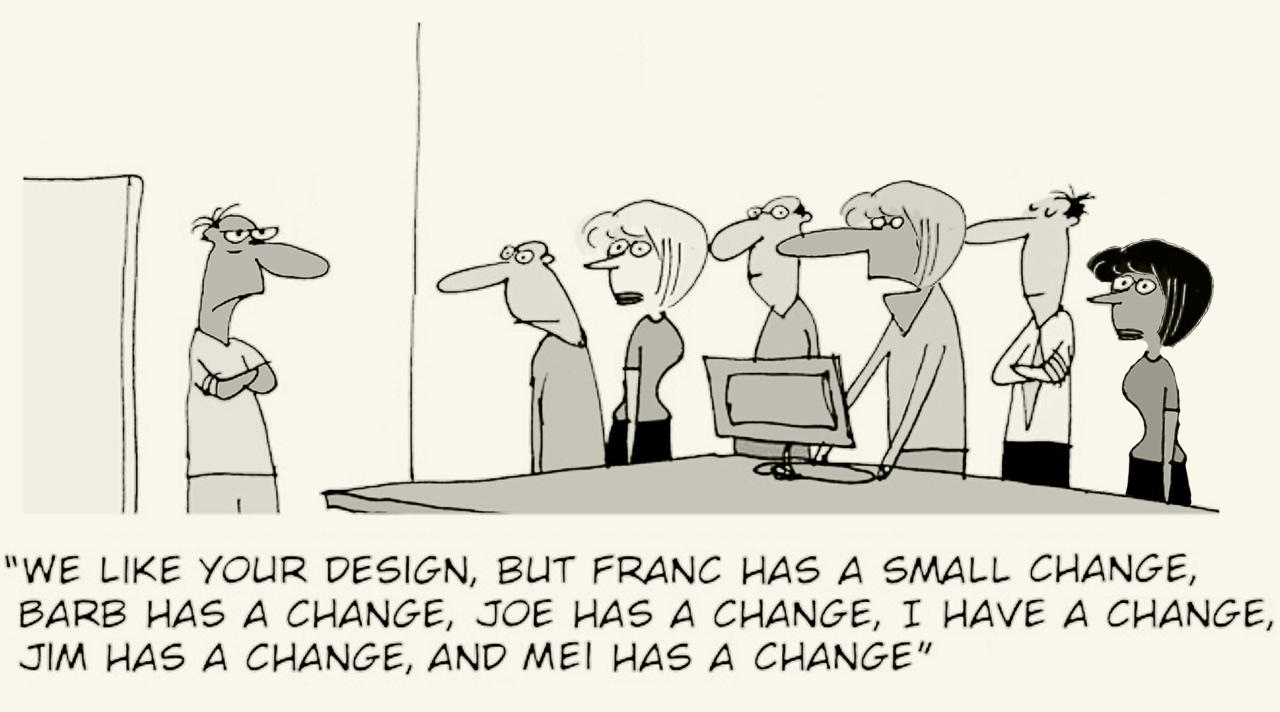 "WE LIKE YOUR DESIGN, BUT FRANC HAS A SMALL CHANGE,
BARB HAS A CHANGE, JOE HAS A CHANGE, I HAVE A CHANGE,
JIM HAS A CHANGE, AND MEI HAS A CHANGE"